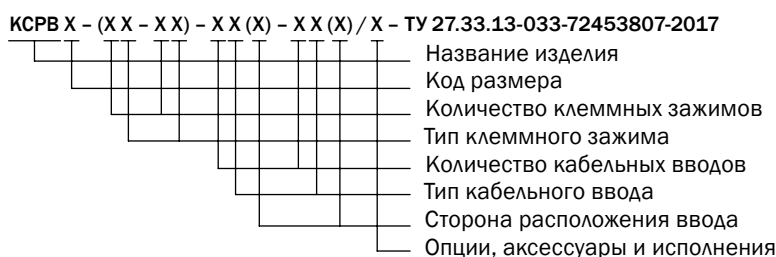 КСРВ X – (X X – X X) – X X (X) – X X (X) / X – ТУ 27.33.13-033-72453807-2017
Название изделия
Код размера
Количество клеммных зажимов
Тип клеммного зажима
Количество кабельных вводов
Тип кабельного ввода
Сторона расположения ввода
Опции, аксессуары и исполнения